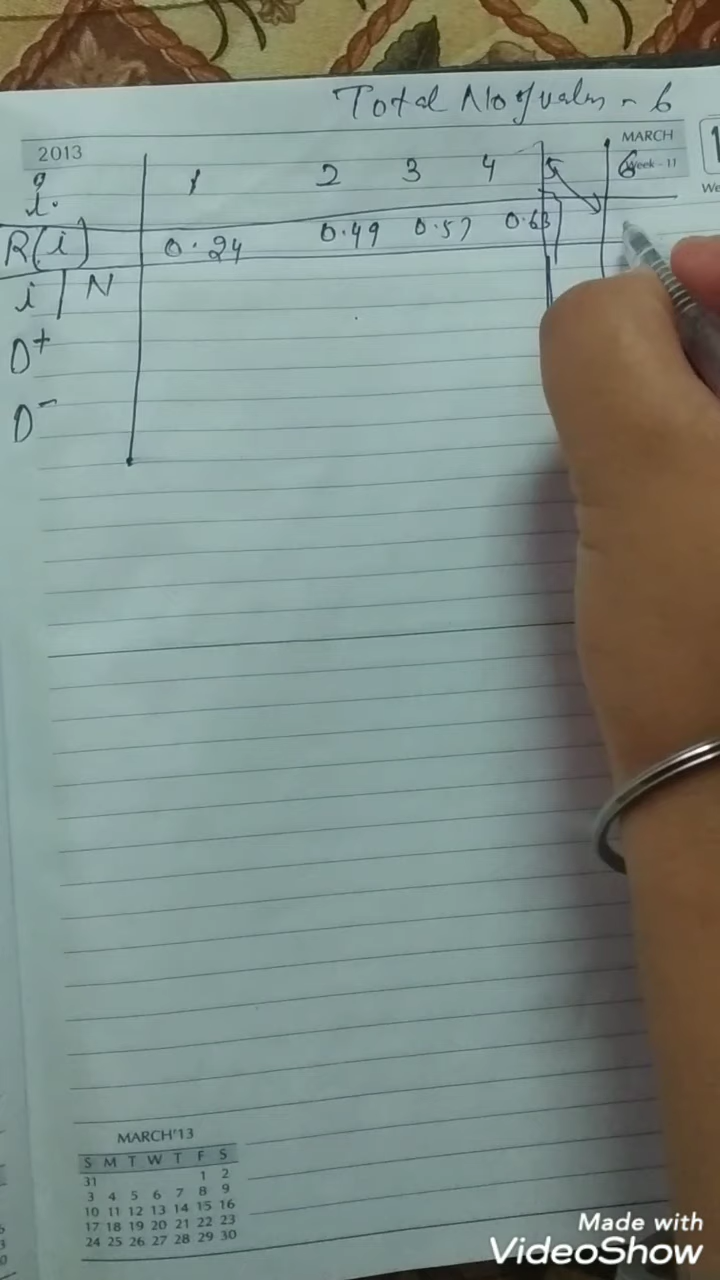 Total No of valu - 6
2013
MARCH
Week - 11
i 1 2 3 4 5 6
R(i) 0.24 0.49 0.57 0.63
i | N
D+
D-
MARCH'13
S M T W T F S
31 1 2
3 4 5 6 7 8 9
10 11 12 13 14 15 16
17 18 19 20 21 22 23
24 25 26 27 28 29 30
Made with
VideoShow